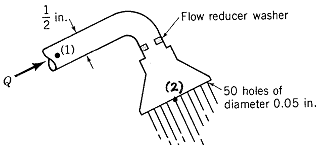 1/2 in.
Flow reducer washer
(1)
Q
(2)
50 holes of
diameter 0.05 in.